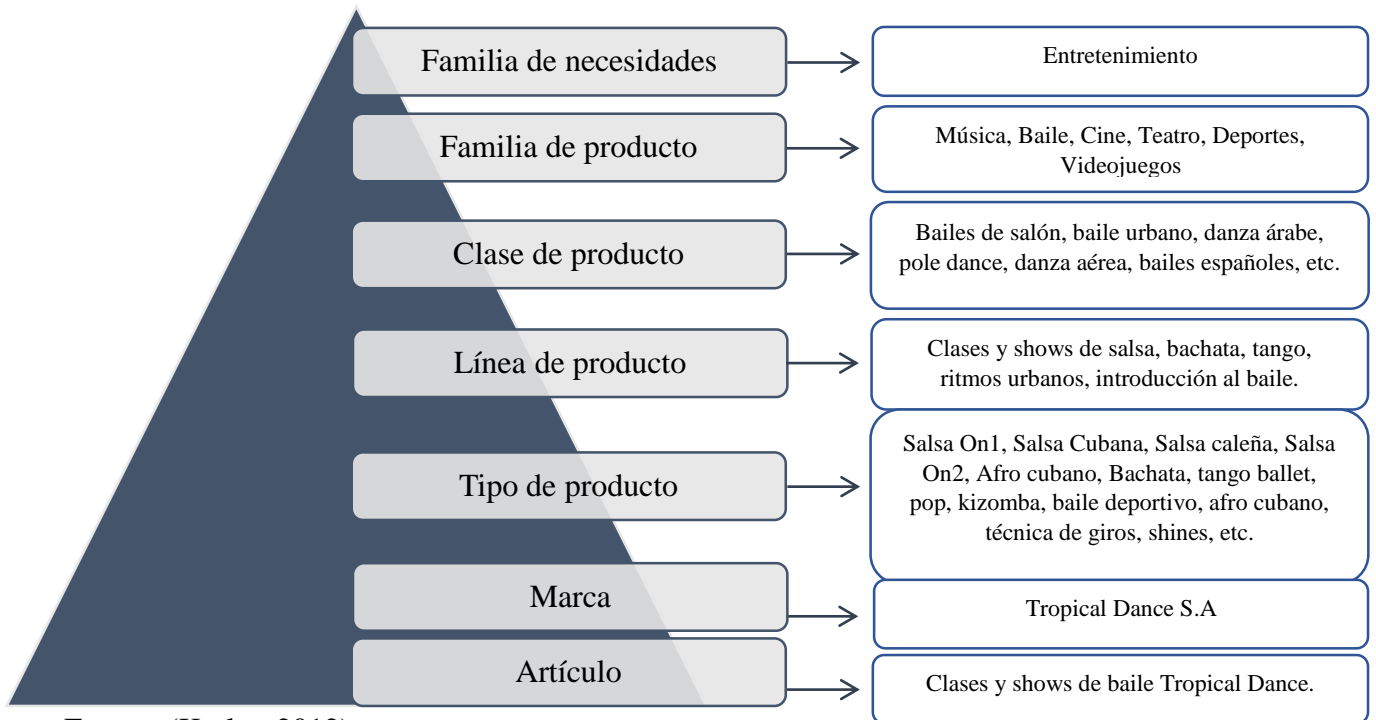 Familia de necesidades
Entretenimiento
Familia de producto
Música, Baile, Cine, Teatro, Deportes,
Videojuegos
Clase de producto
Bailes de salón, baile urbano, danza árabe,
pole dance, danza aérea, bailes españoles, etc.
Línea de producto
Clases y shows de salsa, bachata, tango,
ritmos urbanos, introducción al baile.
Tipo de producto
Salsa On1, Salsa Cubana, Salsa caleña, Salsa
On2, Afro cubano, Bachata, tango ballet,
pop, kizomba, baile deportivo, afro cubano,
técnica de giros, shines, etc.
Marca
Tropical Dance S.A
Artículo
Clases y shows de baile Tropical Dance.